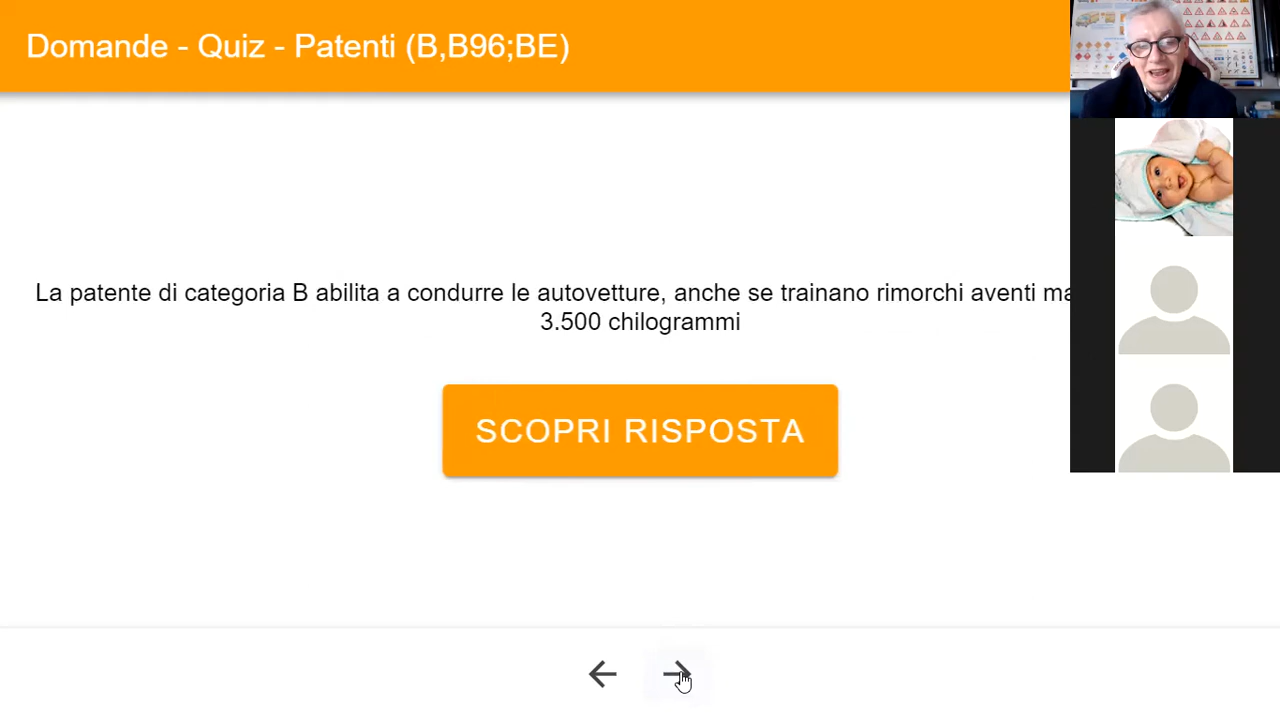 Domande - Quiz - Patenti (B,B96;BE)
La patente di categoria B abilita a condurre le autovetture, anche se trainano rimorchi aventi
3.500 chilogrammi
SCOPRI RISPOSTA